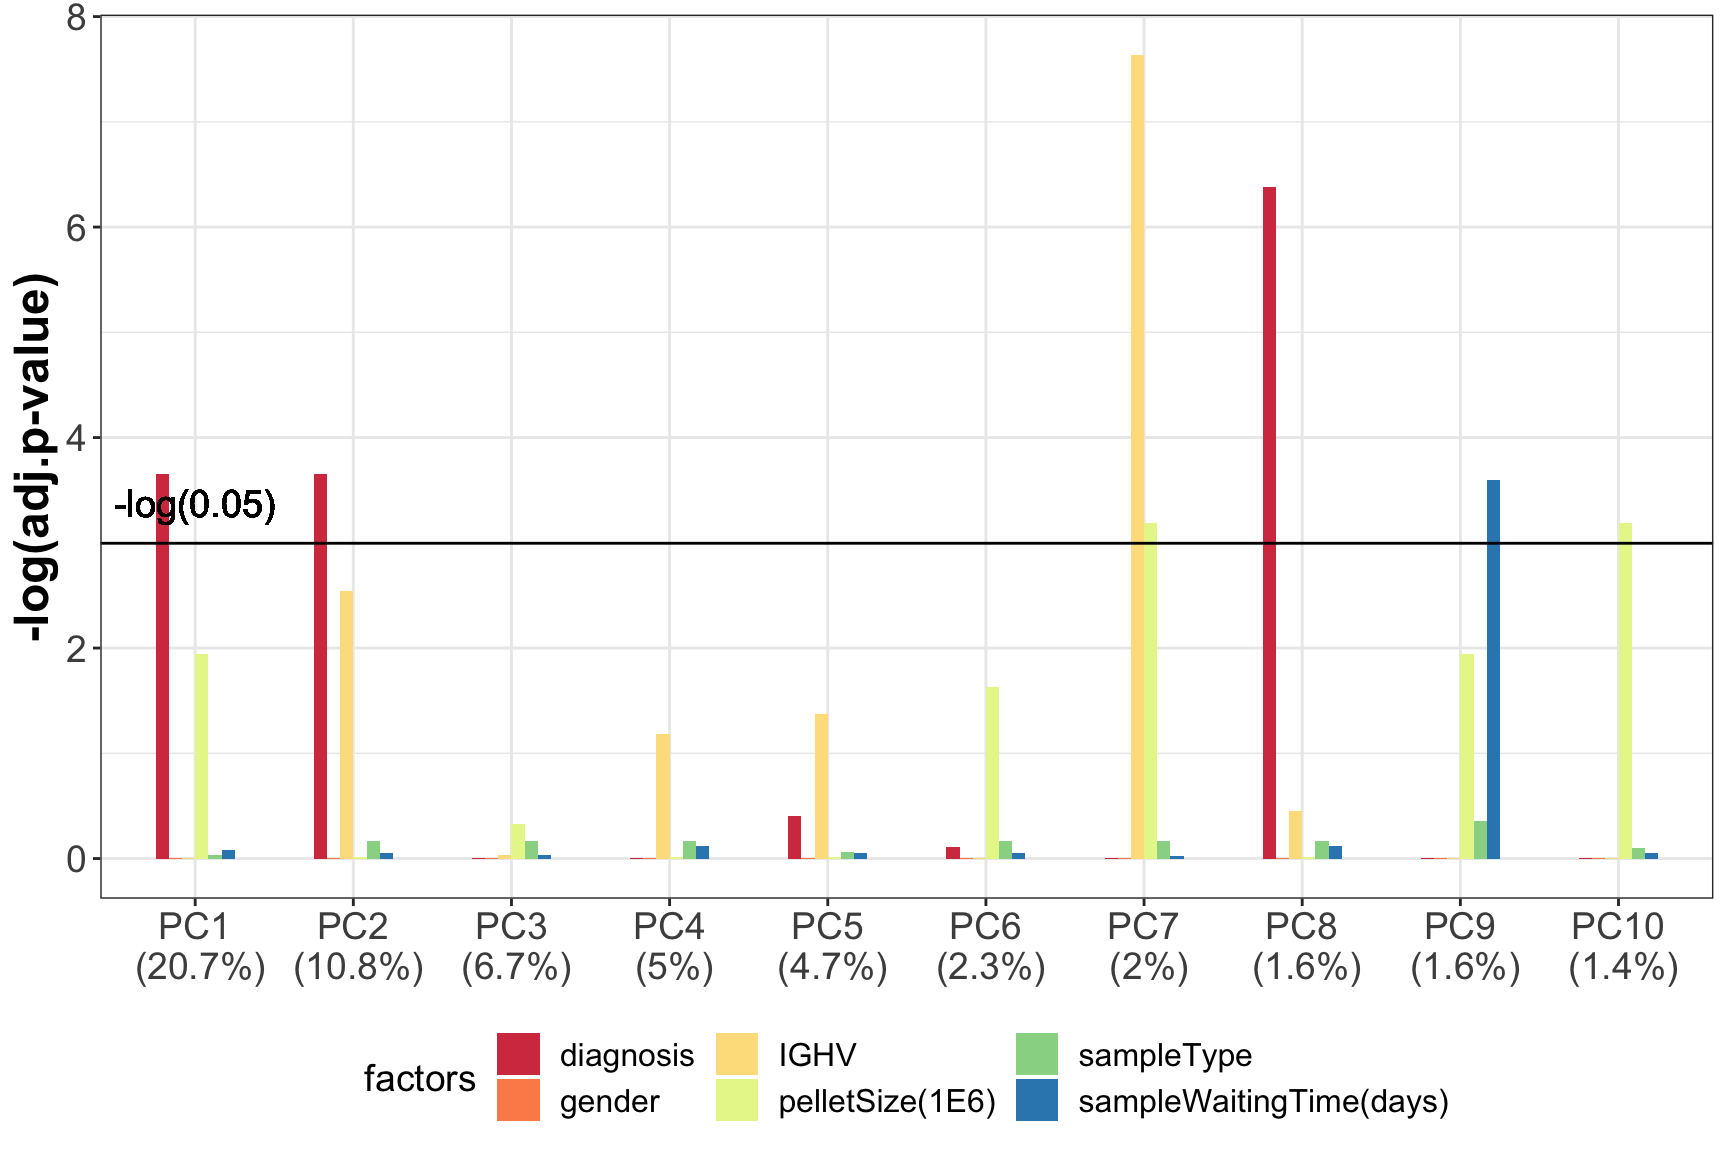 8
6
4
2
0
-log(adj.p-value)
-log(0.05)
PC1 PC2 PC3 PC4 PC5 PC6 PC7 PC8 PC9 PC10
(20.7%) (10.8%) (6.7%) (5%) (4.7%) (2.3%) (2%) (1.6%) (1.6%) (1.4%)
factors
diagnosis IGHV sampleType
gender pelletSize(1E6) sampleWaitingTime(days)